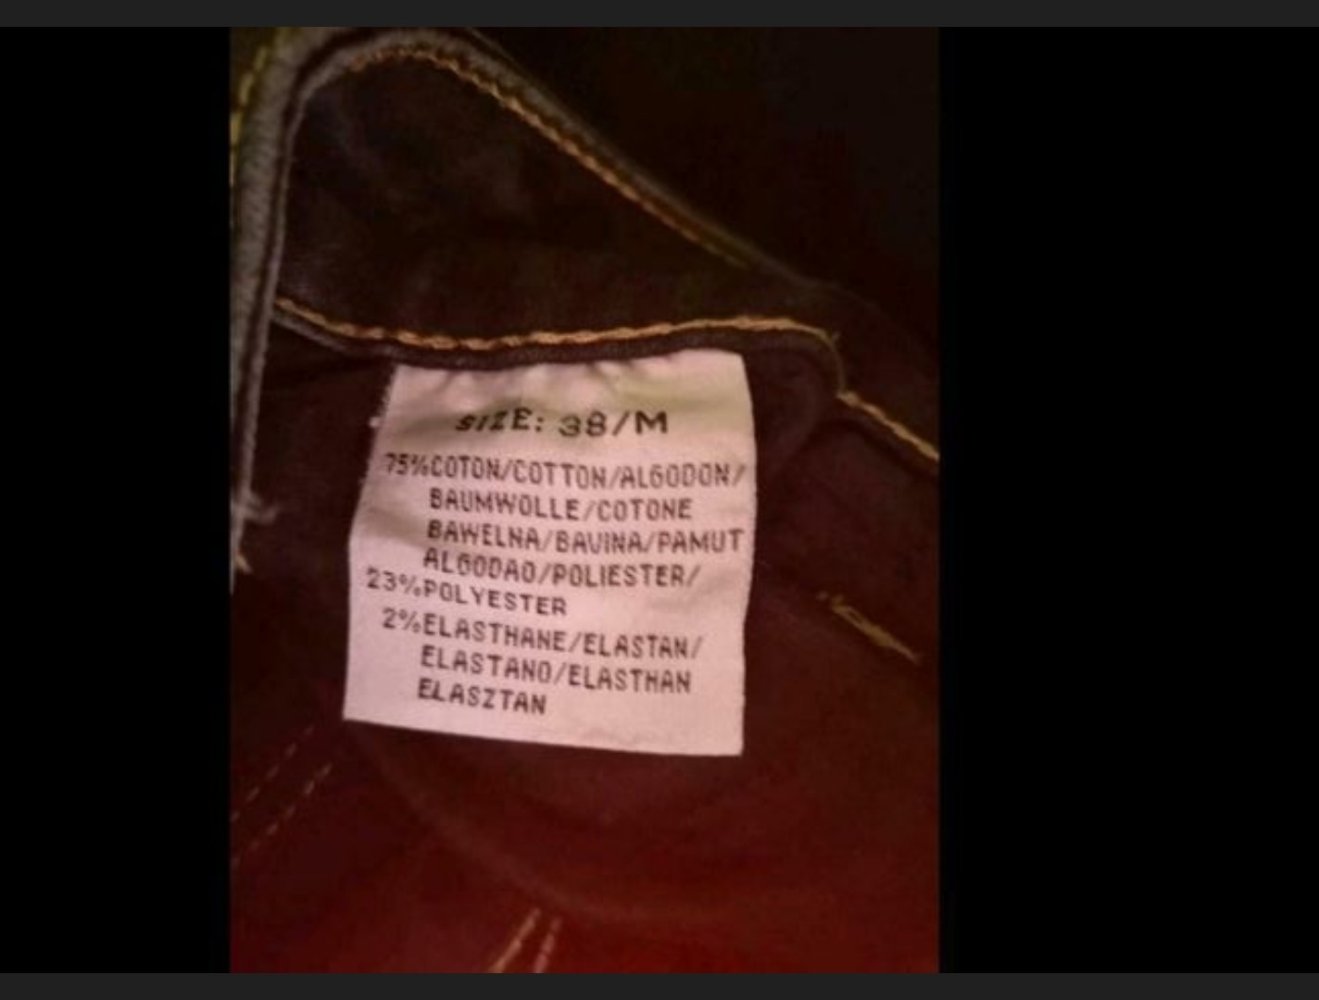 SIZE: 38/M
75%COTON/COTTON/ALGODON/
BAUMWOLLE/COTONE
BAWELNA/BAVINA/PAMUT
ALGODAO/POLIESTER/
23%POLYESTER
2%ELASTHANE/ELASTAN/
ELASTANO/ELASTHAN
ELASZTAN